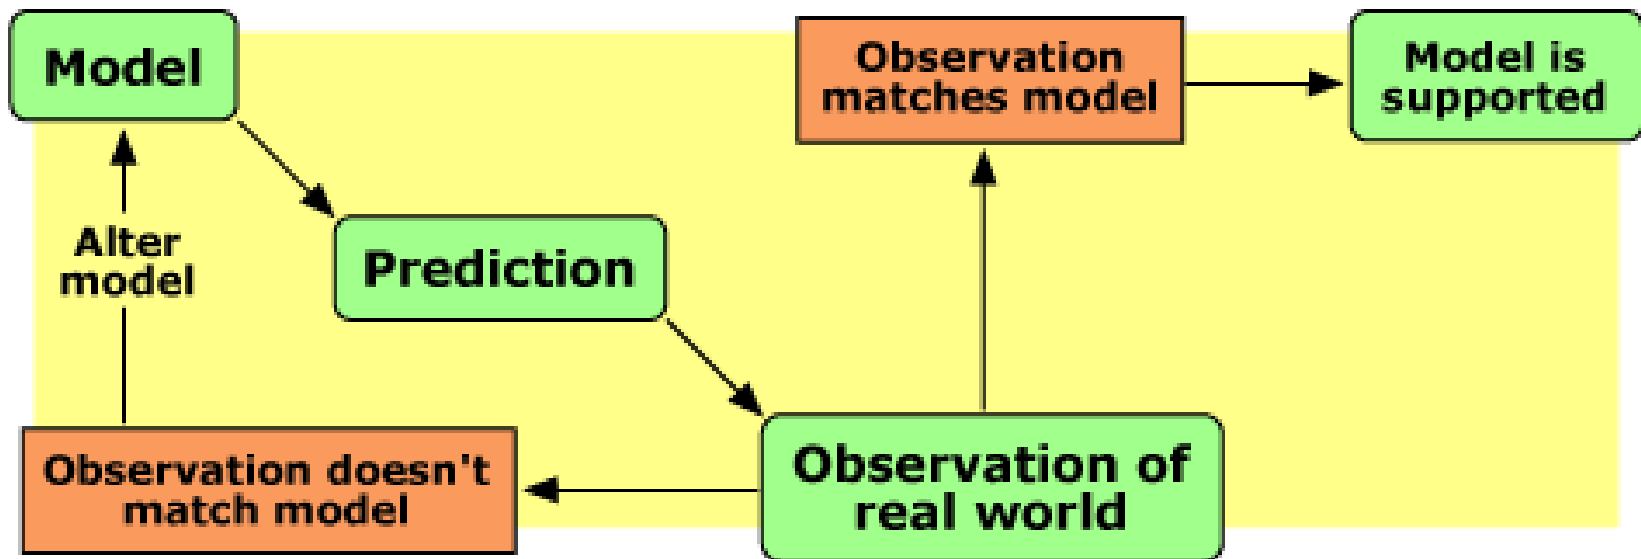 Model
Observation
matches model
Model is
supported
Alter
model
Prediction
Observation doesn't
match model
Observation of
real world